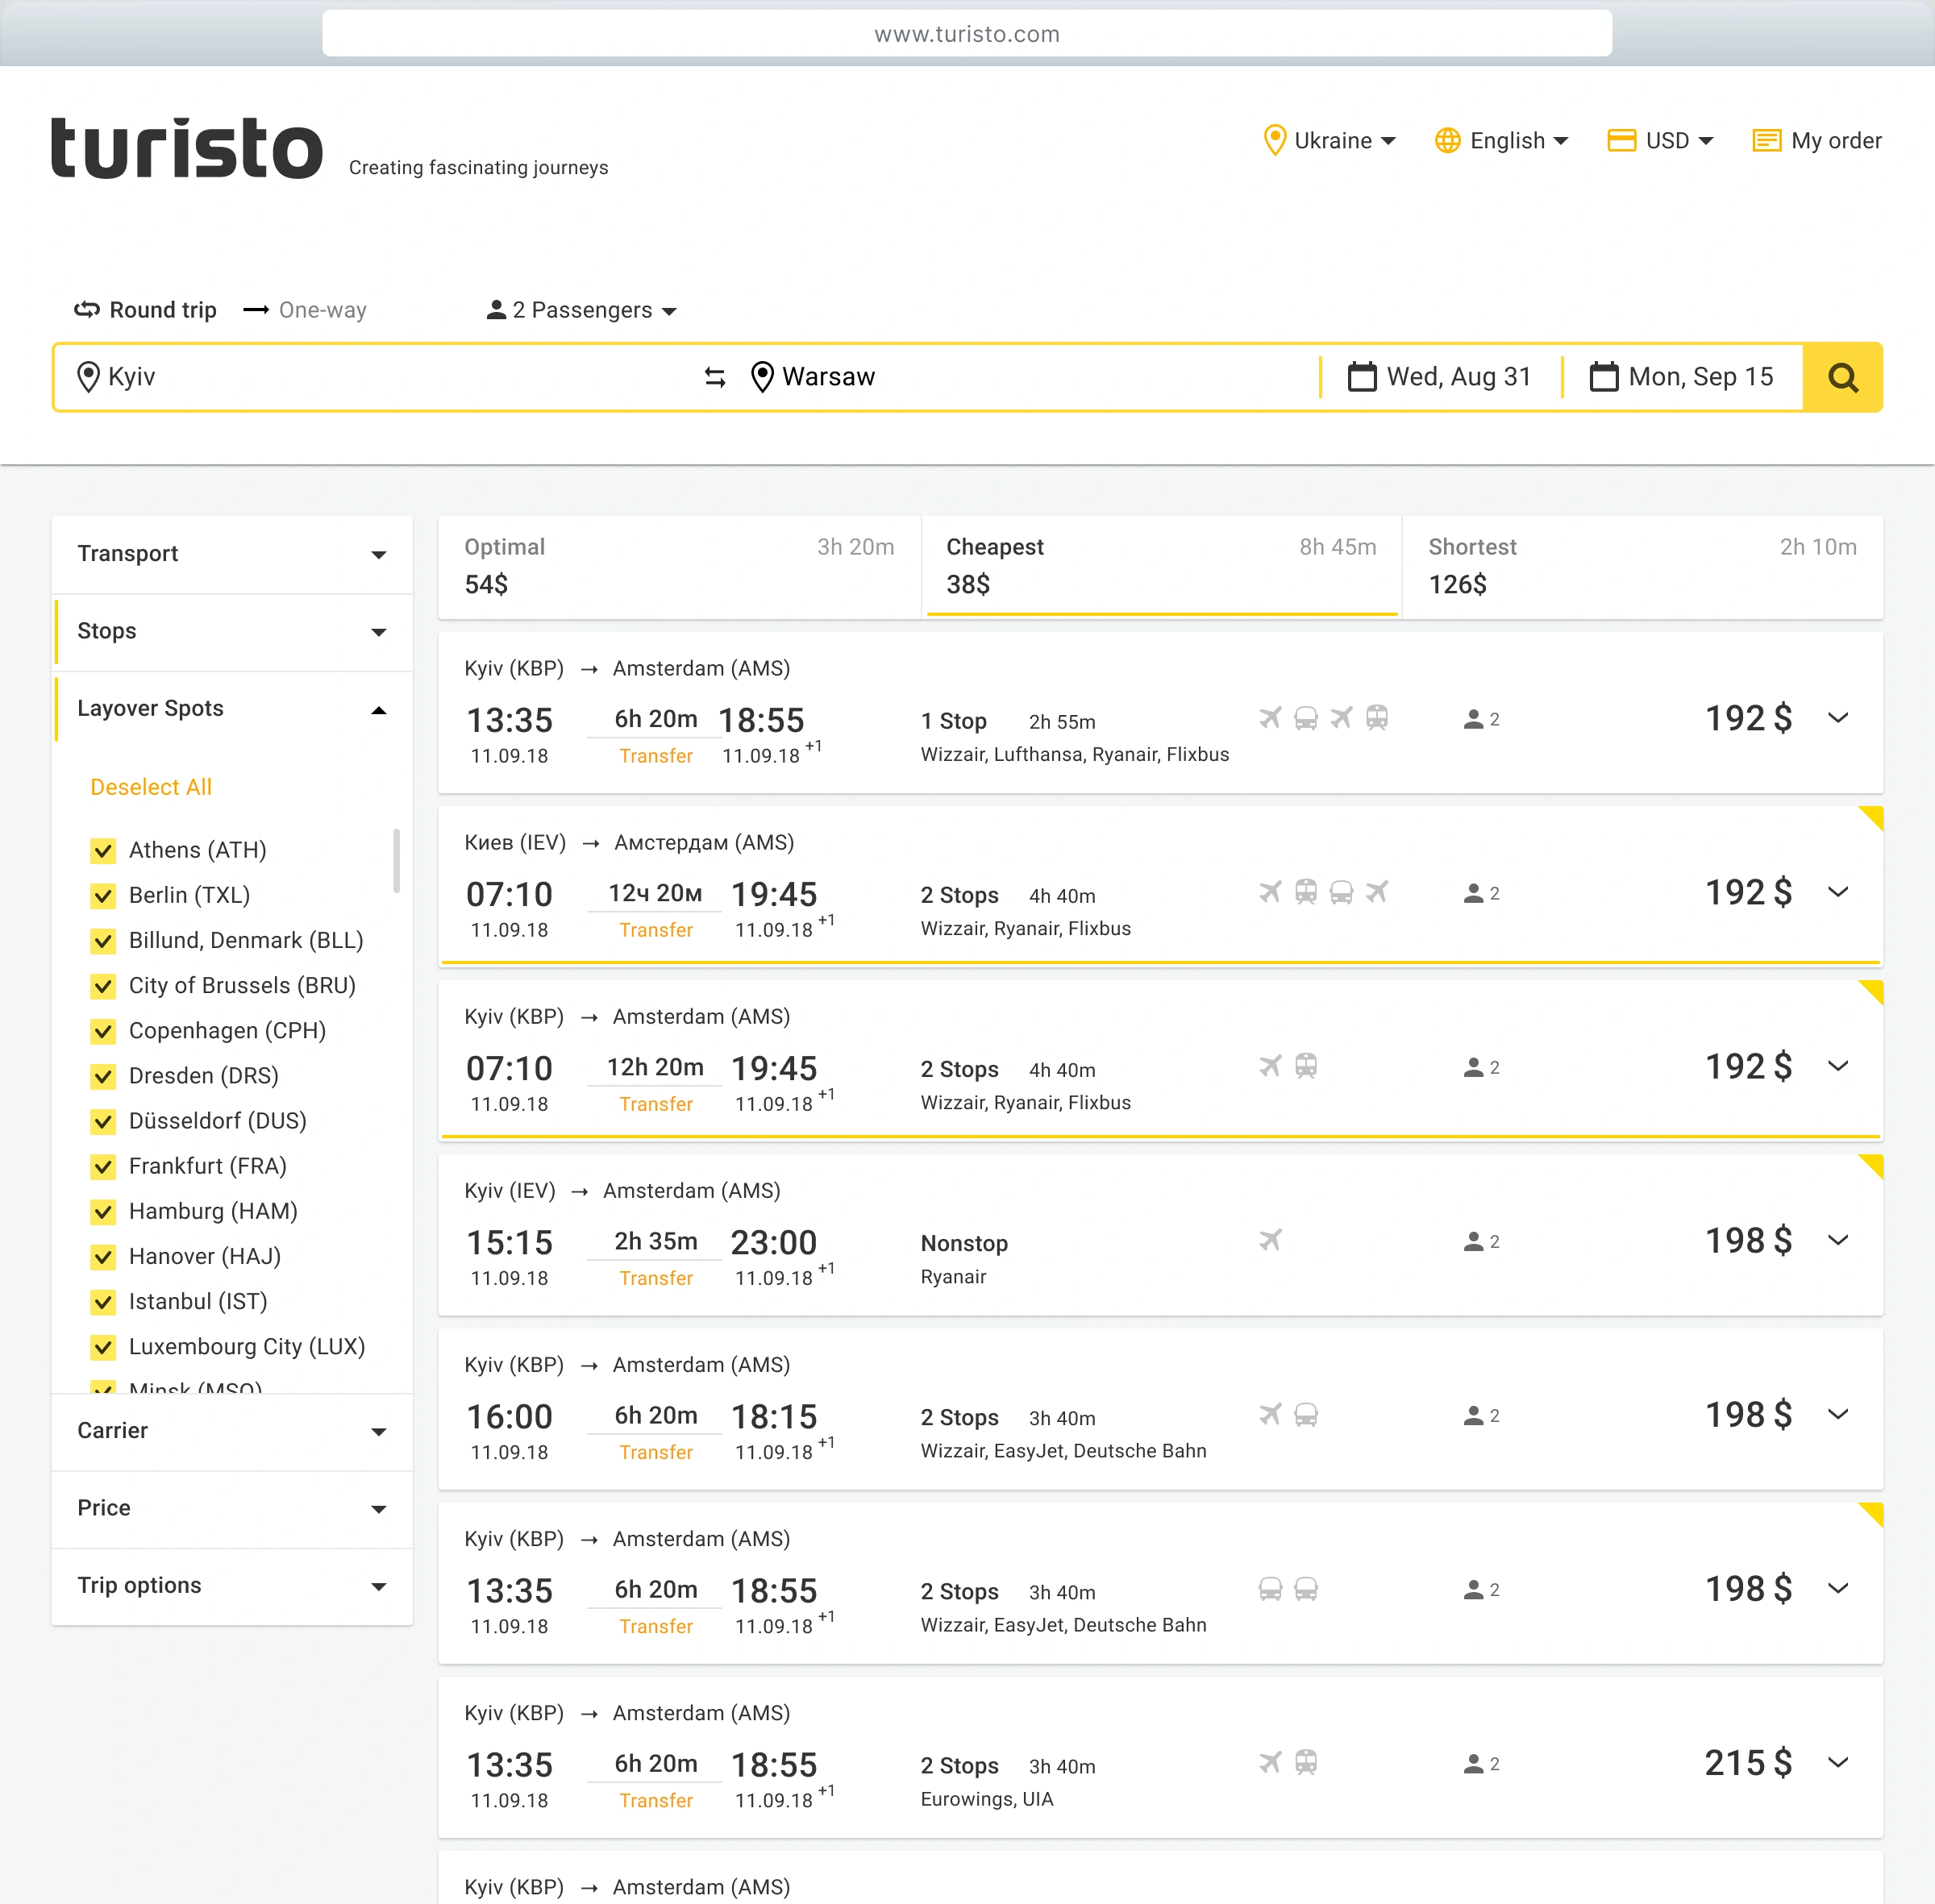 www.turisto.com
turisto Creating fascinating journeys
Ukraine English USD My order
Round trip One-way 2 Passengers
Kyiv Warsaw Wed, Aug 31 Mon, Sep 15
Transport
Stops
Layover Spots
Deselect All
Athens (ATH)
Berlin (TXL)
Billund, Denmark (BLL)
City of Brussels (BRU)
Copenhagen (CPH)
Dresden (DRS)
Düsseldorf (DUS)
Frankfurt (FRA)
Hamburg (HAM)
Hanover (HAJ)
Istanbul (IST)
Luxembourg City (LUX)
Minsk (MSQ)
Carrier
Price
Trip options
Optimal 3h 20m
54$
Cheapest 8h 45m
38$
Shortest 2h 10m
126$
Kyiv (KBP) → Amsterdam (AMS)
13:35 6h 20m 18:55 1 Stop 2h 55m 2 192 $
11.09.18 Transfer 11.09.18 +1 Wizzair, Lufthansa, Ryanair, Flixbus
Киев (IEV) → Амстердам (AMS)
07:10 12ч 20м 19:45 2 Stops 4h 40m 2 192 $
11.09.18 Transfer 11.09.18 +1 Wizzair, Ryanair, Flixbus
Kyiv (KBP) → Amsterdam (AMS)
07:10 12h 20m 19:45 2 Stops 4h 40m 2 192 $
11.09.18 Transfer 11.09.18 +1 Wizzair, Ryanair, Flixbus
Kyiv (IEV) → Amsterdam (AMS)
15:15 2h 35m 23:00 Nonstop 2 198 $
11.09.18 Transfer 11.09.18 +1 Ryanair
Kyiv (KBP) → Amsterdam (AMS)
16:00 6h 20m 18:15 2 Stops 3h 40m 2 198 $
11.09.18 Transfer 11.09.18 +1 Wizzair, EasyJet, Deutsche Bahn
Kyiv (KBP) → Amsterdam (AMS)
13:35 6h 20m 18:55 2 Stops 3h 40m 2 198 $
11.09.18 Transfer 11.09.18 +1 Wizzair, EasyJet, Deutsche Bahn
Kyiv (KBP) → Amsterdam (AMS)
13:35 6h 20m 18:55 2 Stops 3h 40m 2 215 $
11.09.18 Transfer 11.09.18 +1 Eurowings, UIA
Kyiv (KBP) → Amsterdam (AMS)